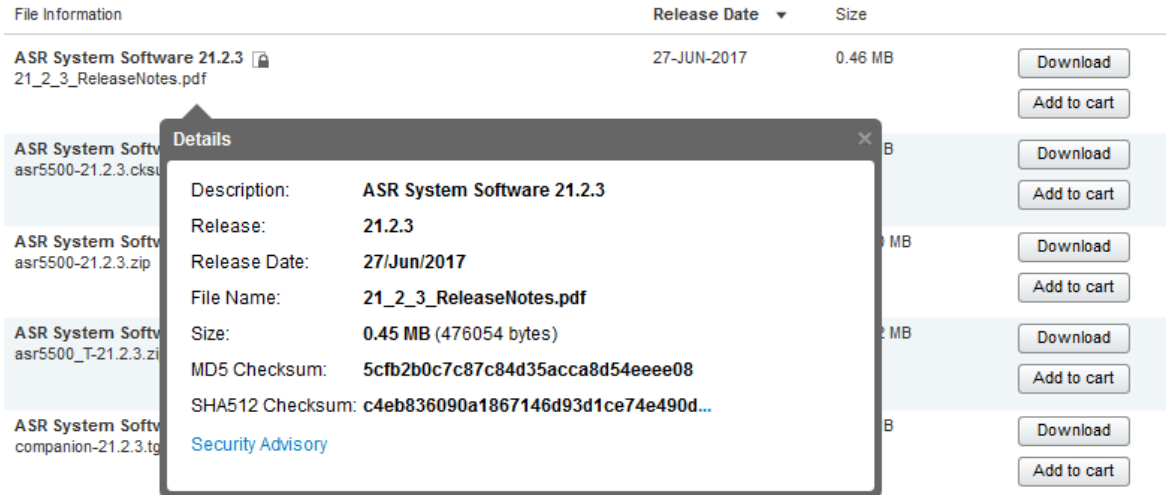 File Information Release Date Size
ASR System Software 21.2.3 27-JUN-2017 0.46 MB Download
21_2_3_ReleaseNotes.pdf
Add to cart
Details
ASR System Softw B Download
asr5500-21.2.3.cksu
Add to cart
Description: ASR System Software 21.2.3
Release: 21.2.3
ASR System Softw MB Download
asr5500-21.2.3.zip
Release Date: 27/Jun/2017
Add to cart
File Name: 21_2_3_ReleaseNotes.pdf
Size: 0.45 MB (476054 bytes)
ASR System Softw MB Download
asr5500_T-21.2.3.zi
MD5 Checksum: 5cfb2b0c7c87c84d35acca8d54eeee08
Add to cart
SHA512 Checksum: c4eb836090a1867146d93d1ce74e490d...
ASR System Softw B Download
companion-21.2.3.tg
Security Advisory
Add to cart